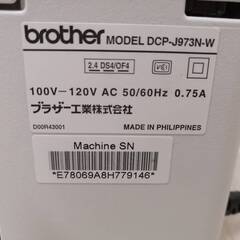 brother MODEL DCP-J973N-W
2.4 DS4/OF4
100V－120V AC 50/60Hz 0.75A
ブラザー工業株式会社
D00R43001
MADE IN PHILIPPINES
Machine SN
*E78069A8H779146*